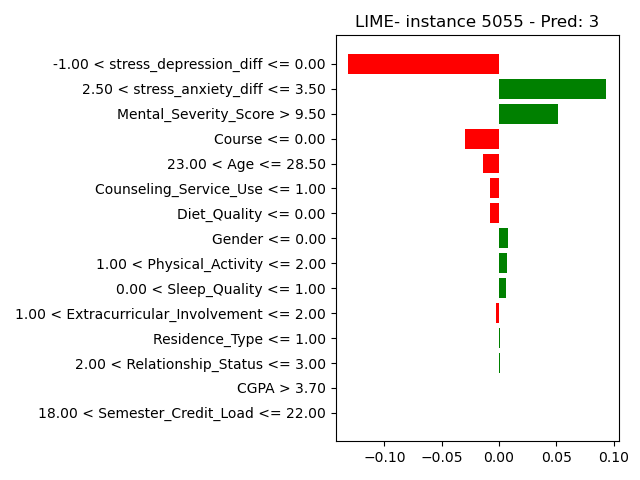 LIME- instance 5055 - Pred: 3
-1.00 < stress_depression_diff <= 0.00
2.50 < stress_anxiety_diff <= 3.50
Mental_Severity_Score > 9.50
Course <= 0.00
23.00 < Age <= 28.50
Counseling_Service_Use <= 1.00
Diet_Quality <= 0.00
Gender <= 0.00
1.00 < Physical_Activity <= 2.00
0.00 < Sleep_Quality <= 1.00
1.00 < Extracurricular_Involvement <= 2.00
Residence_Type <= 1.00
2.00 < Relationship_Status <= 3.00
CGPA > 3.70
18.00 < Semester_Credit_Load <= 22.00
−0.10 −0.05 0.00 0.05 0.10